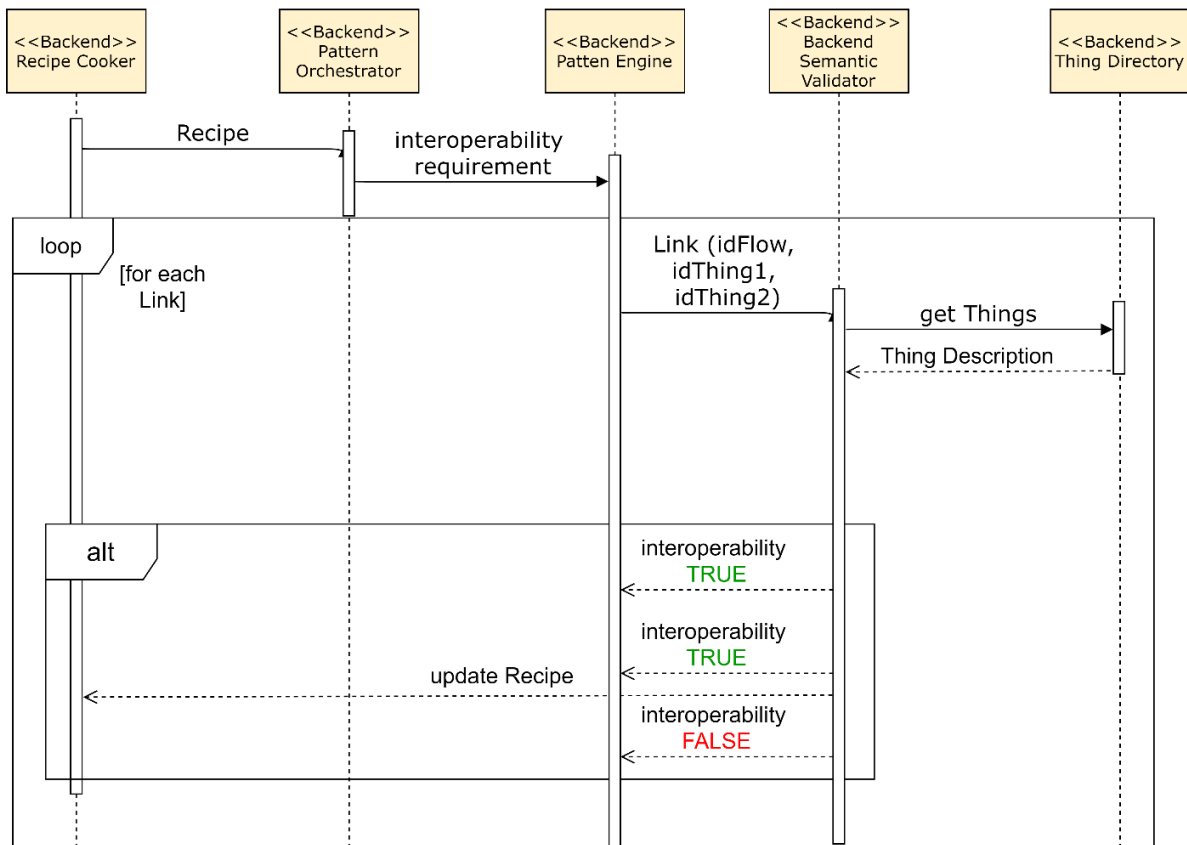 <<Backend>>
Recipe Cooker
<<Backend>>
Pattern
Orchestrator
<<Backend>>
Patten Engine
<<Backend>>
Backend
Semantic
Validator
<<Backend>>
Thing Directory
Recipe
interoperability
requirement
loop
[for each
Link]
Link (idFlow,
idThing1,
idThing2)
get Things
Thing Description
alt
interoperability
TRUE
interoperability
TRUE
update Recipe
interoperability
FALSE